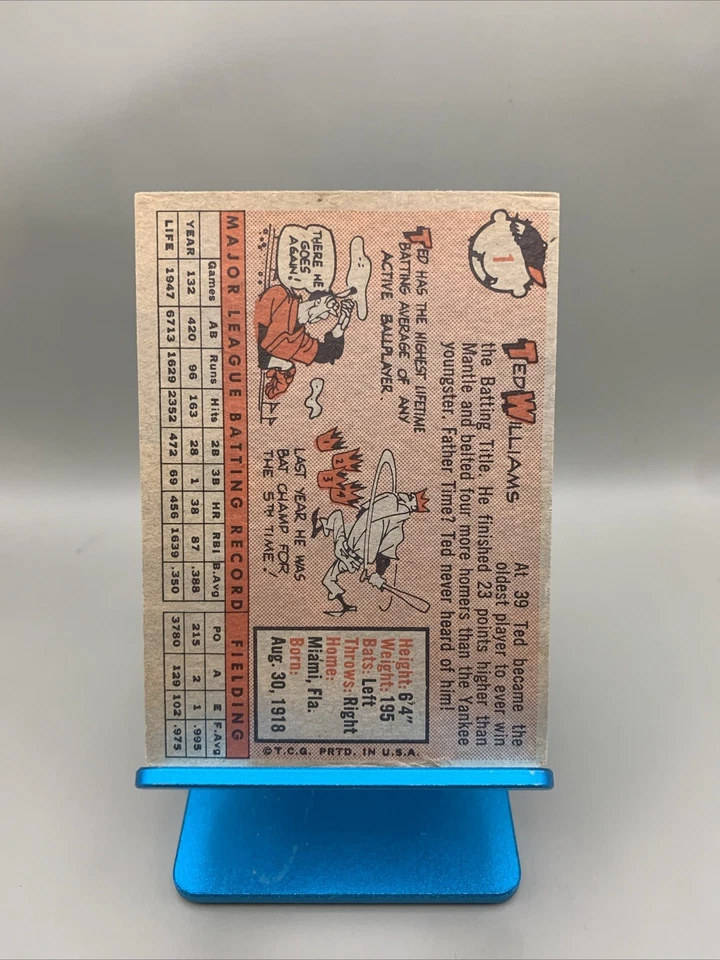 1
TED WILLIAMS
At 39 Ted became the
oldest player to ever win
the Batting Title. He finished 23 points higher than
Mantle and belted four more homers than the Yankee
youngster. Father Time? Ted never heard of him!
TED HAS THE HIGHEST LIFETIME
BATTING AVERAGE OF ANY
ACTIVE BALLPLAYER
THERE HE
GOES
AGAIN!
1
2
3
4
LAST YEAR HE WAS
BAT CHAMP FOR
THE 5TH TIME!
Height: 6'4"
Weight: 195
Bats: Left
Throws: Right
Home:
Miami, Fla.
Born:
Aug. 30, 1918
©T.C.G. PRTD. IN U.S.A.
MAJOR LEAGUE BATTING RECORD FIELDING
Games AB Runs Hits 2B 3B HR RBI B.Avg PO A E F.Avg
YEAR 132 420 96 163 28 1 38 87 .388 215 2 1 .995
LIFE 1947 6713 1629 2352 472 69 456 1639 .350 3780 129 102 .975